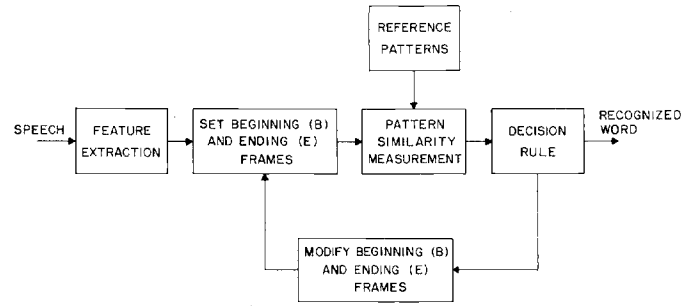 REFERENCE
PATTERNS
SPEECH
FEATURE
EXTRACTION
SET BEGINNING (B)
AND ENDING (E)
FRAMES
PATTERN
SIMILARITY
MEASUREMENT
DECISION
RULE
RECOGNIZED
WORD
MODIFY BEGINNING (B)
AND ENDING (E)
FRAMES